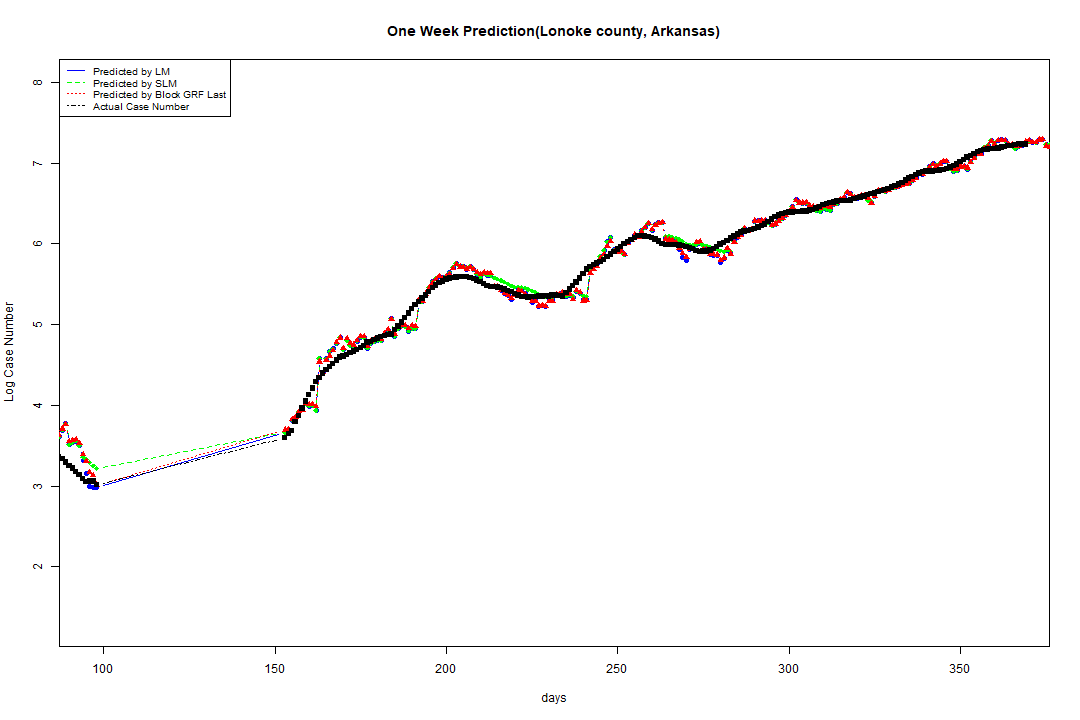 One Week Prediction(Lonoke county, Arkansas)
Predicted by LM
Predicted by SLM
Predicted by Block GRF Last
Actual Case Number
8
7
6
5
4
3
2
Log Case Number
100 150 200 250 300 350
days